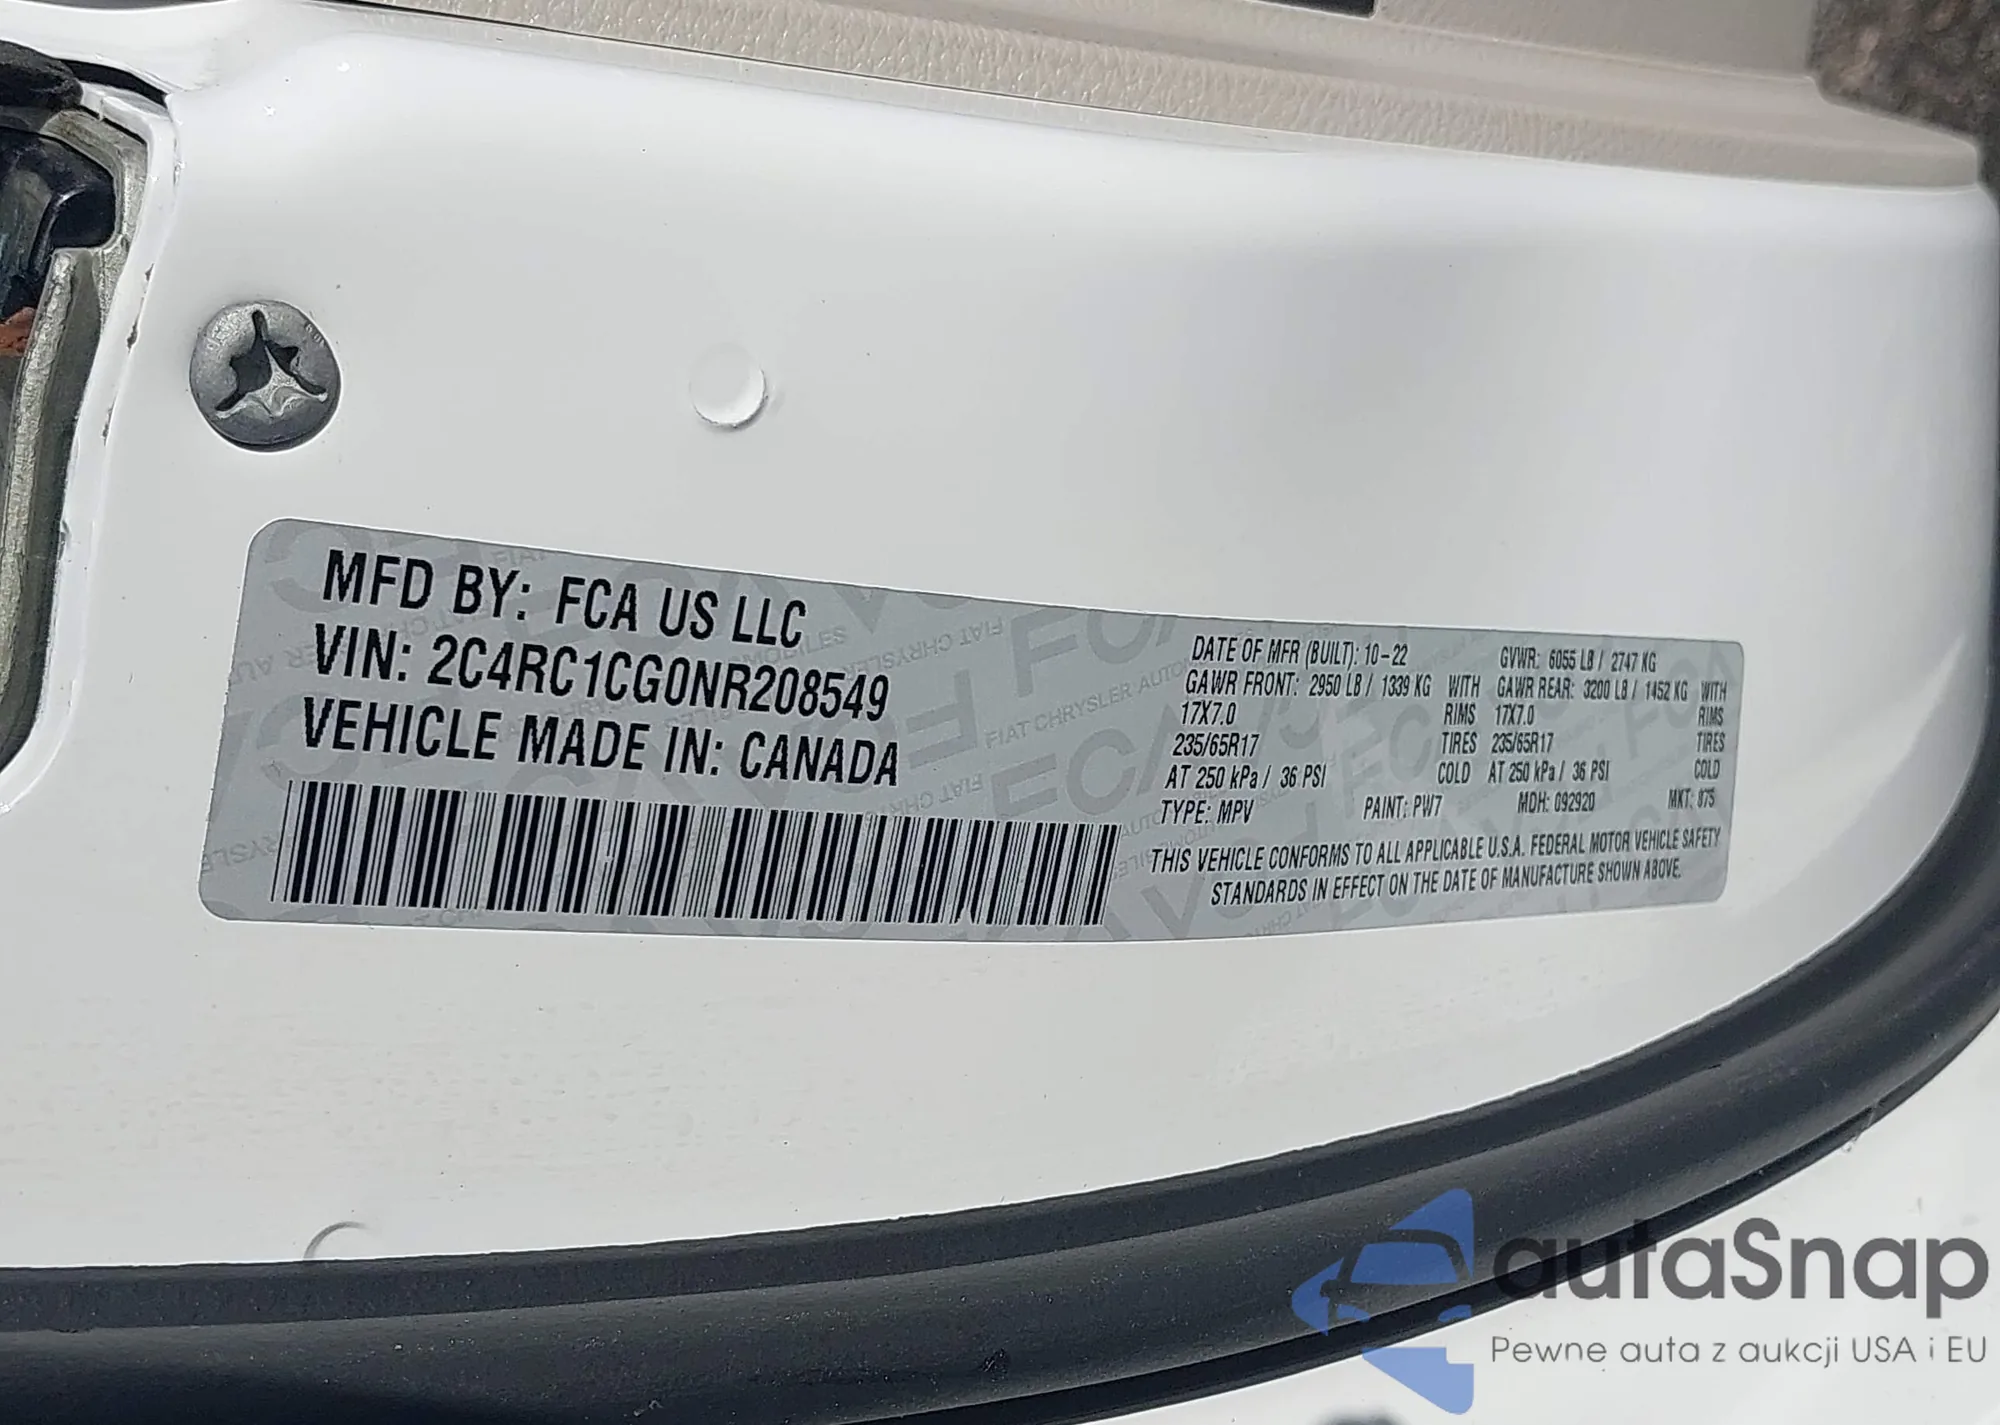 MFD BY: FCA US LLC
VIN: 2C4RC1CG0NR208549
VEHICLE MADE IN: CANADA
DATE OF MFR (BUILT): 10-22 GVWR: 6055 LB / 2747 KG
GAWR FRONT: 2950 LB / 1339 KG WITH GAWR REAR: 3200 LB / 1452 KG WITH
17X7.0 RIMS 17X7.0 RIMS
235/65R17 TIRES 235/65R17 TIRES
AT 250 kPa / 36 PSI COLD AT 250 kPa / 36 PSI COLD
TYPE: MPV PAINT: PW7 MDH: 092920 MKT: 875
THIS VEHICLE CONFORMS TO ALL APPLICABLE U.S.A. FEDERAL MOTOR VEHICLE SAFETY
STANDARDS IN EFFECT ON THE DATE OF MANUFACTURE SHOWN ABOVE.
autaSnap
Pewne auta z aukcji USA i EU